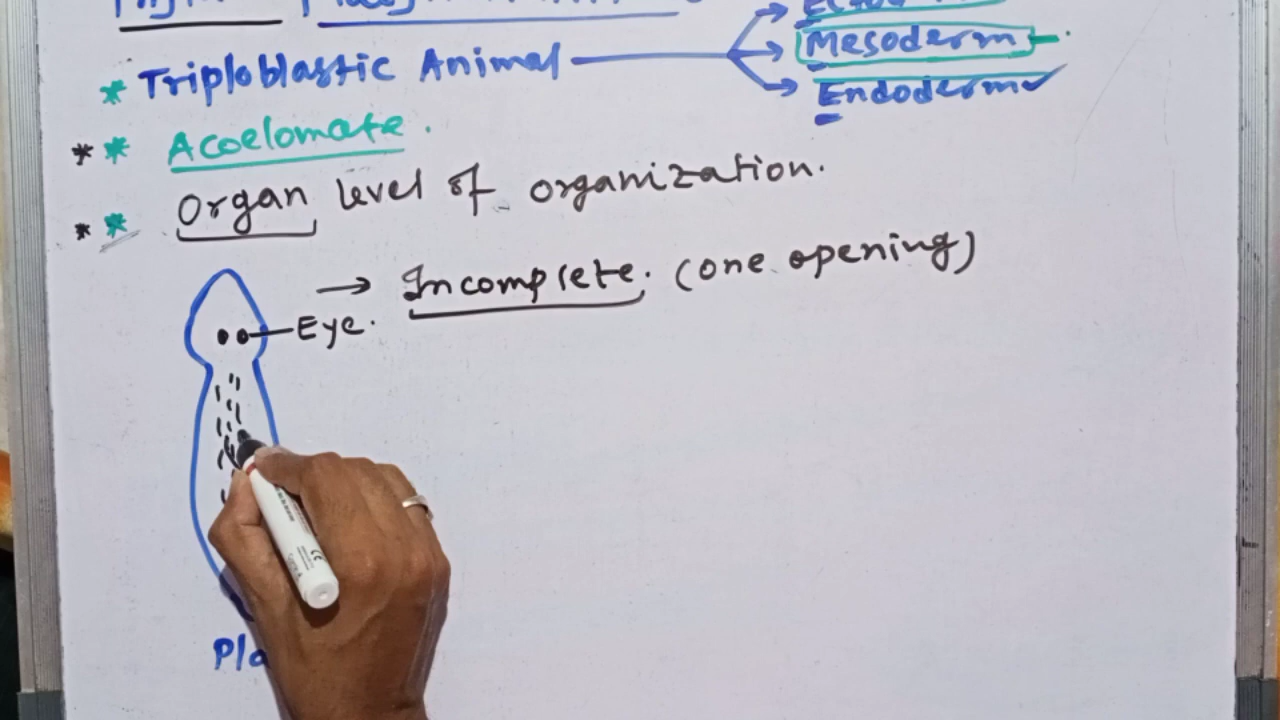 * Triploblastic Animal
Mesoderm
Endoderm
** Acoelomate.
** Organ level of organization.
→ Incomplete. (one opening)
Eye.